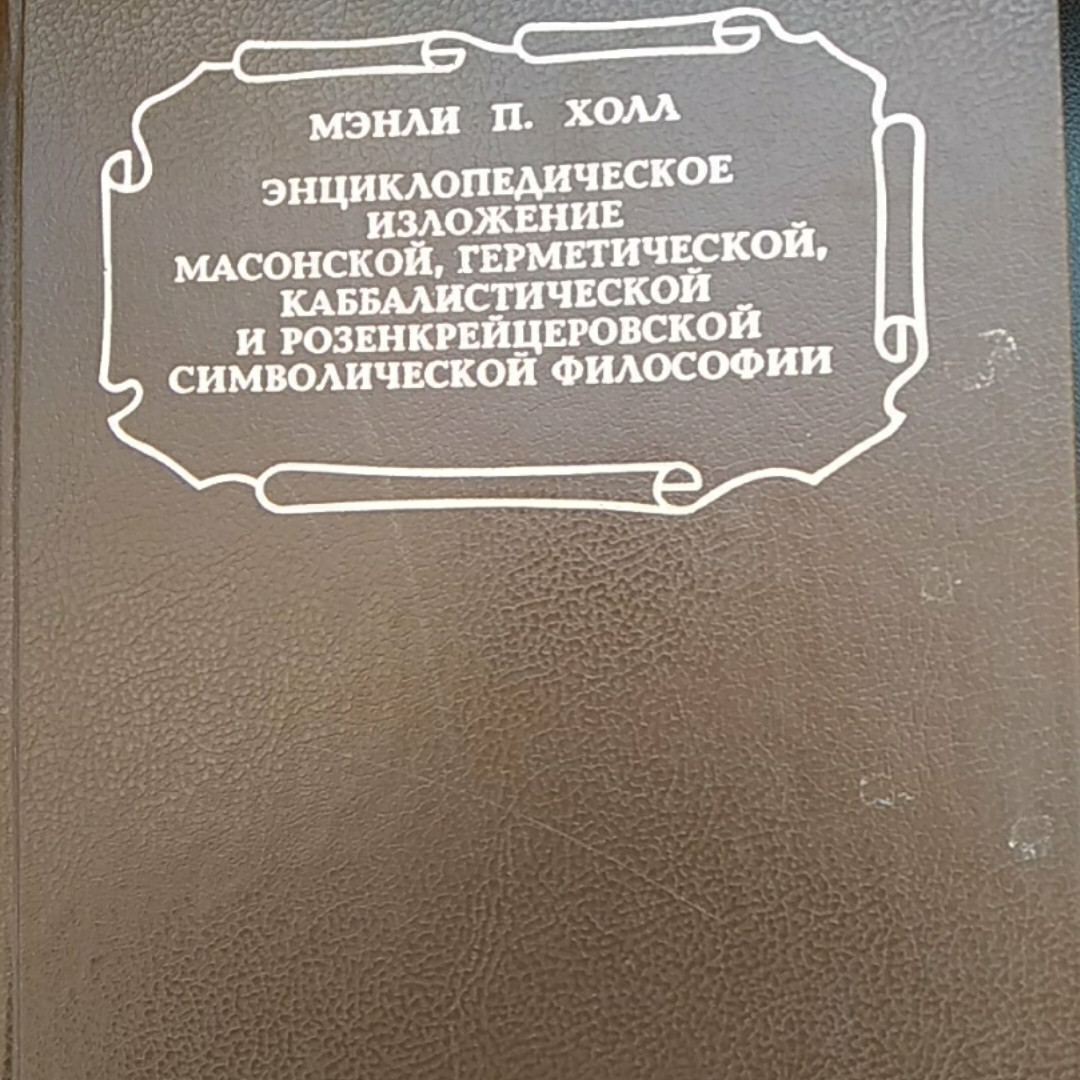 МЭНЛИ П. ХОЛЛ
ЭНЦИКЛОПЕДИЧЕСКОЕ
ИЗЛОЖЕНИЕ
МАСОНСКОЙ, ГЕРМЕТИЧЕСКОЙ,
КАББАЛИСТИЧЕСКОЙ
И РОЗЕНКРЕЙЦЕРОВСКОЙ
СИМВОЛИЧЕСКОЙ ФИЛОСОФИИ